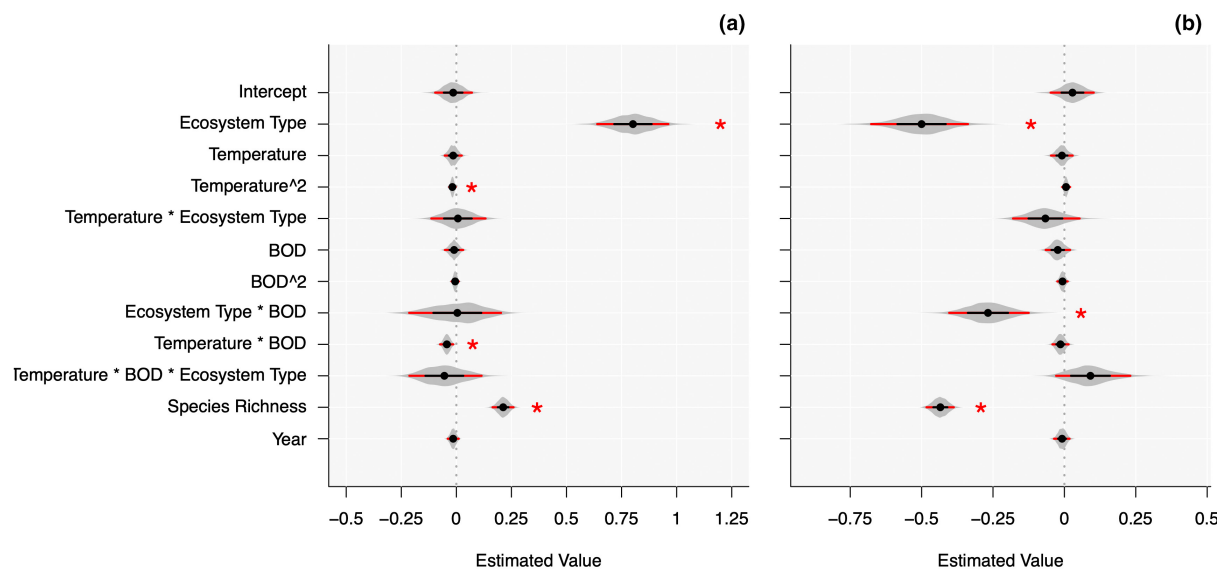 (a)
(b)
Intercept
Ecosystem Type
*
*
Temperature
Temperature^2
*
Temperature * Ecosystem Type
BOD
BOD^2
Ecosystem Type * BOD
*
Temperature * BOD
*
Temperature * BOD * Ecosystem Type
Species Richness
*
*
Year
−0.5 −0.25 0 0.25 0.5 0.75 1 1.25
−0.75 −0.5 −0.25 0 0.25 0.5
Estimated Value
Estimated Value